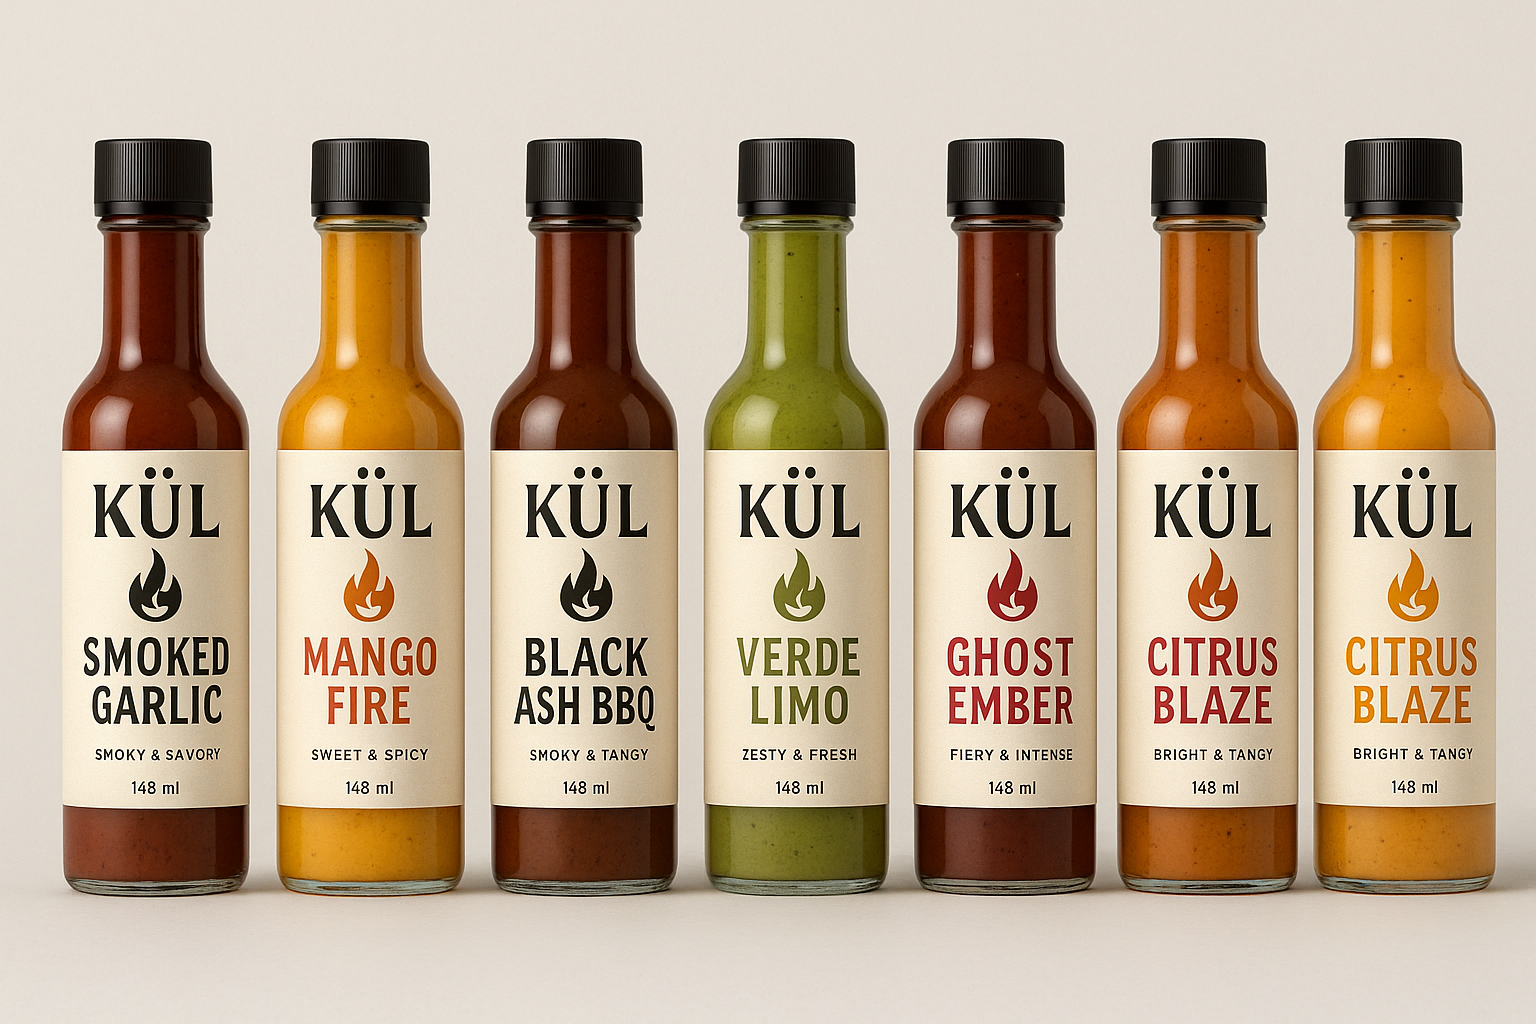 KÜL
SMOKED
GARLIC
SMOKY & SAVORY
148 ml
KÜL
MANGO
FIRE
SWEET & SPICY
148 ml
KÜL
BLACK
ASH BBQ
SMOKY & TANGY
148 ml
KÜL
VERDE
LIMO
ZESTY & FRESH
148 ml
KÜL
GHOST
EMBER
FIERY & INTENSE
148 ml
KÜL
CITRUS
BLAZE
BRIGHT & TANGY
148 ml
KÜL
CITRUS
BLAZE
BRIGHT & TANGY
148 ml